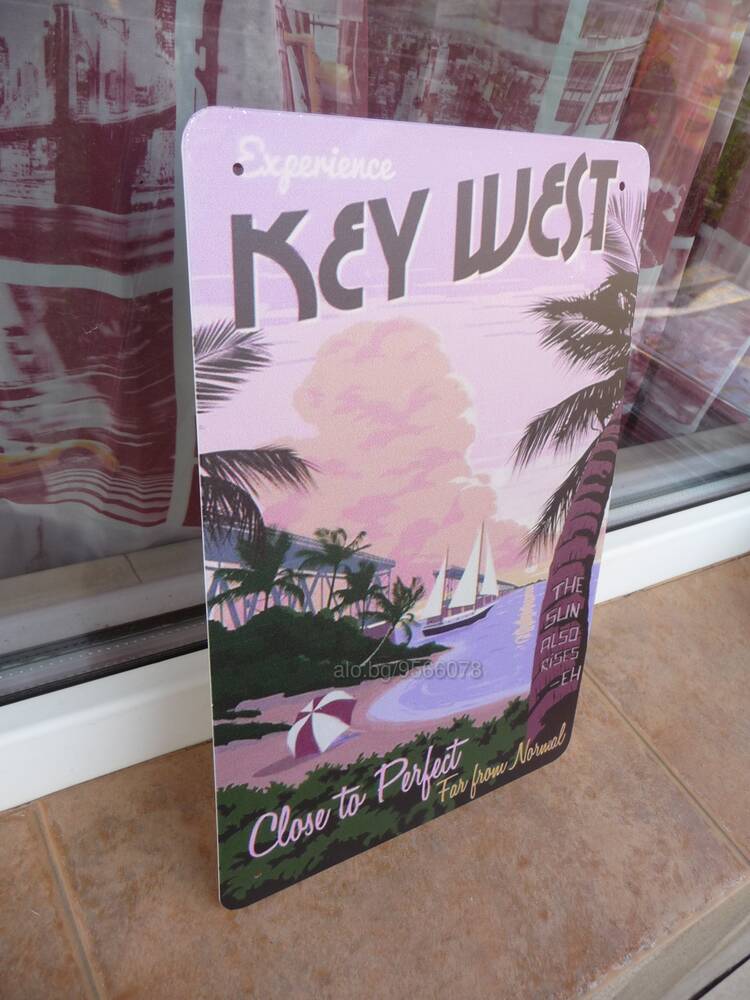 Experience
KEY WEST
THE
SUN
ALSO
RISES
-EH
alo.bg/9566078
Close to Perfect
Far from Normal